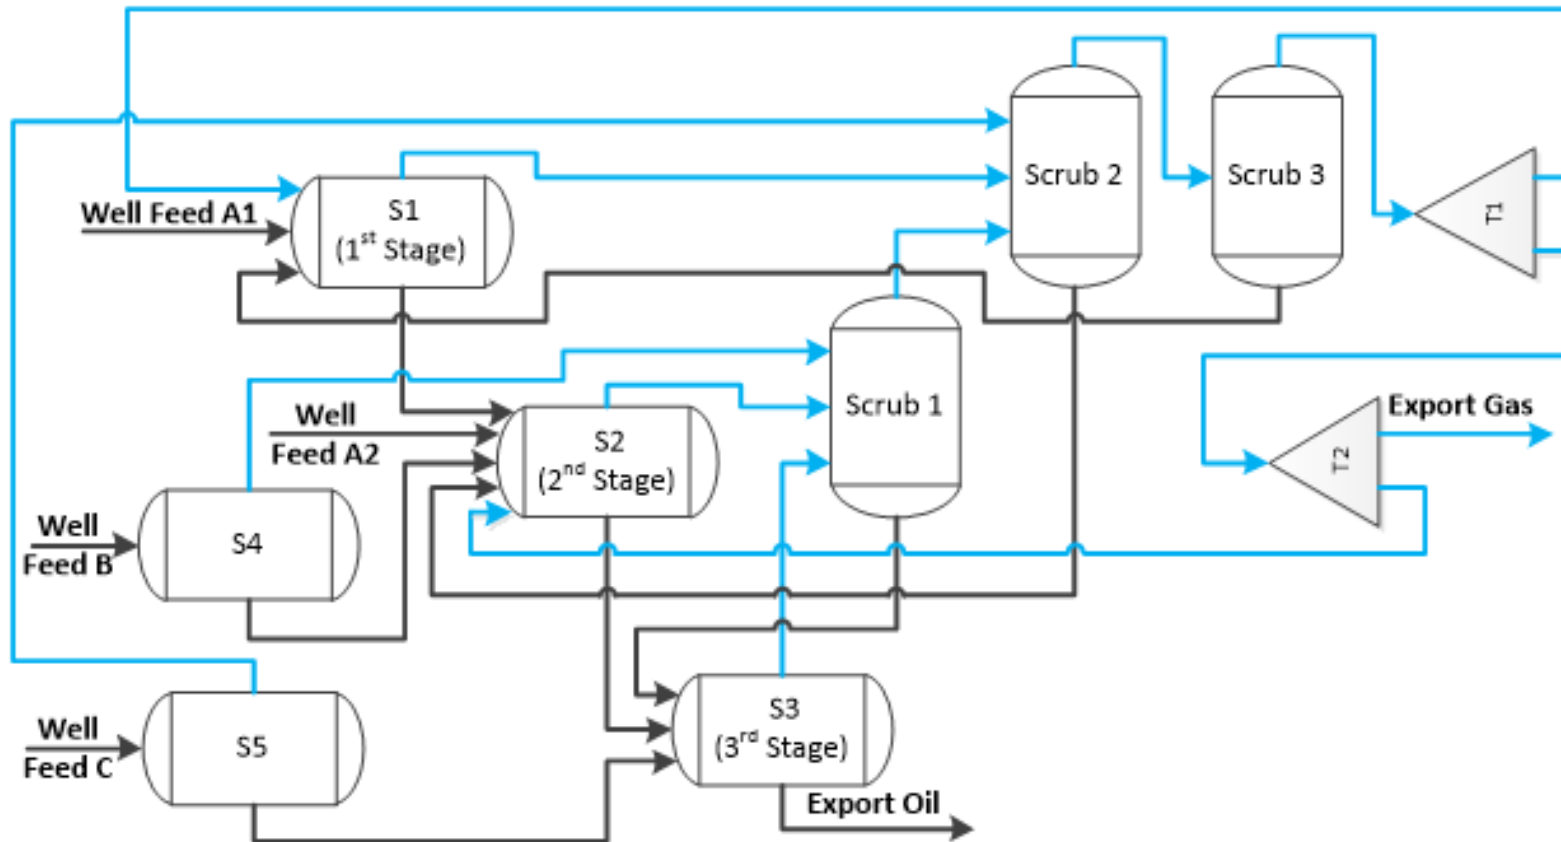 Scrub 2
Scrub 3
Well Feed A1
S1
(1st Stage)
T1
Scrub 1
Well
Feed A2
S2
(2nd Stage)
Export Gas
T2
Well
Feed B
S4
Well
Feed C
S5
S3
(3rd Stage)
Export Oil